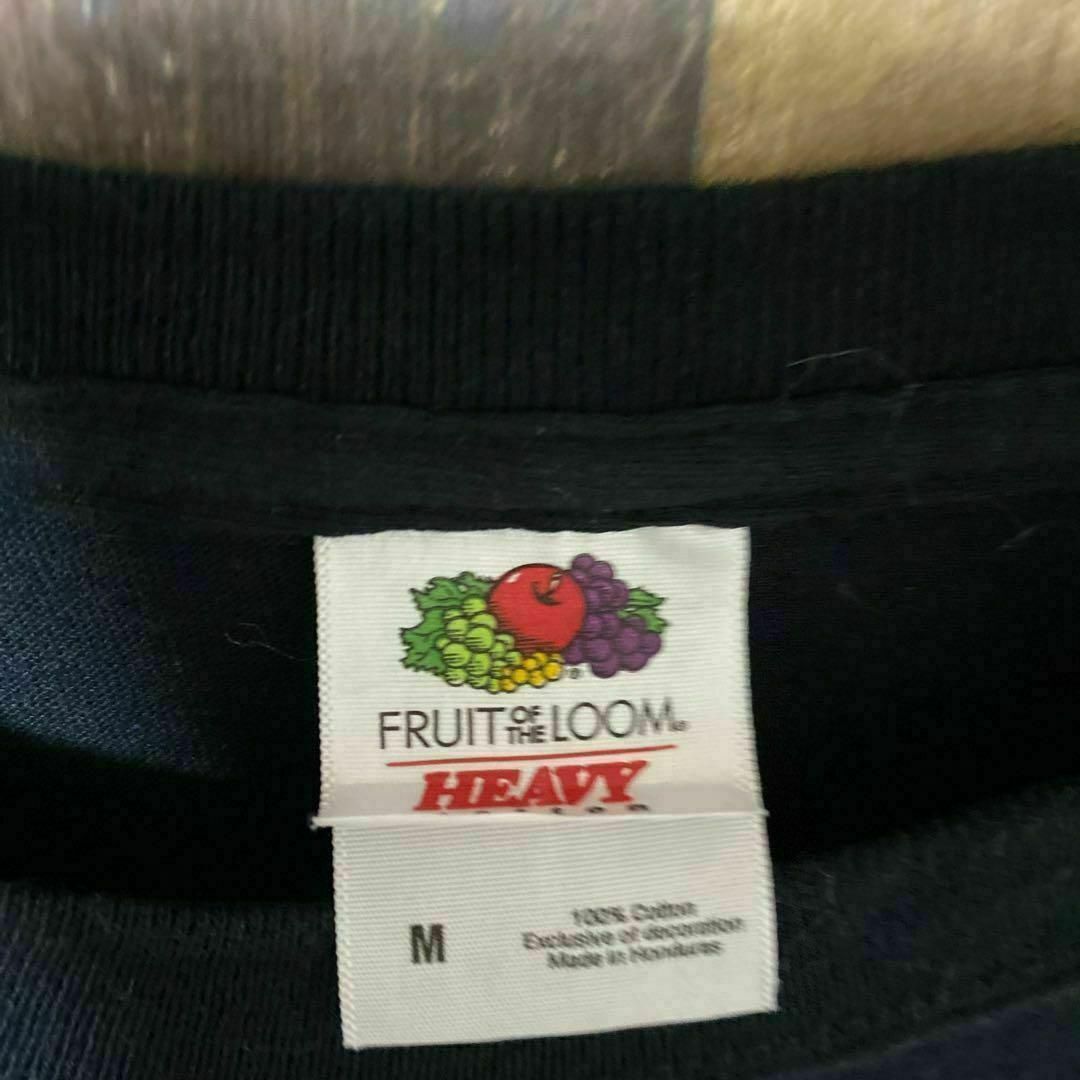 FRUIT OF THE LOOM®
HEAVY
M
100% Cotton
Exclusive of decoration
Made in Honduras